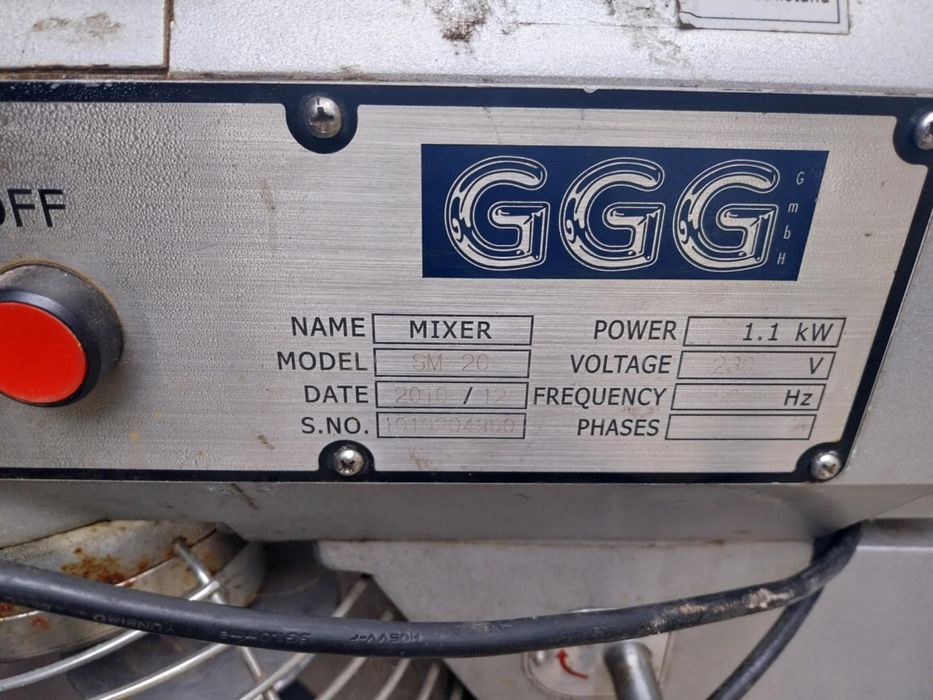 OFF
GGG
GmbH
NAME MIXER
MODEL SM-20
DATE 2010 / 12
S.NO.
POWER 1.1 kW
VOLTAGE 230 V
FREQUENCY Hz
PHASES